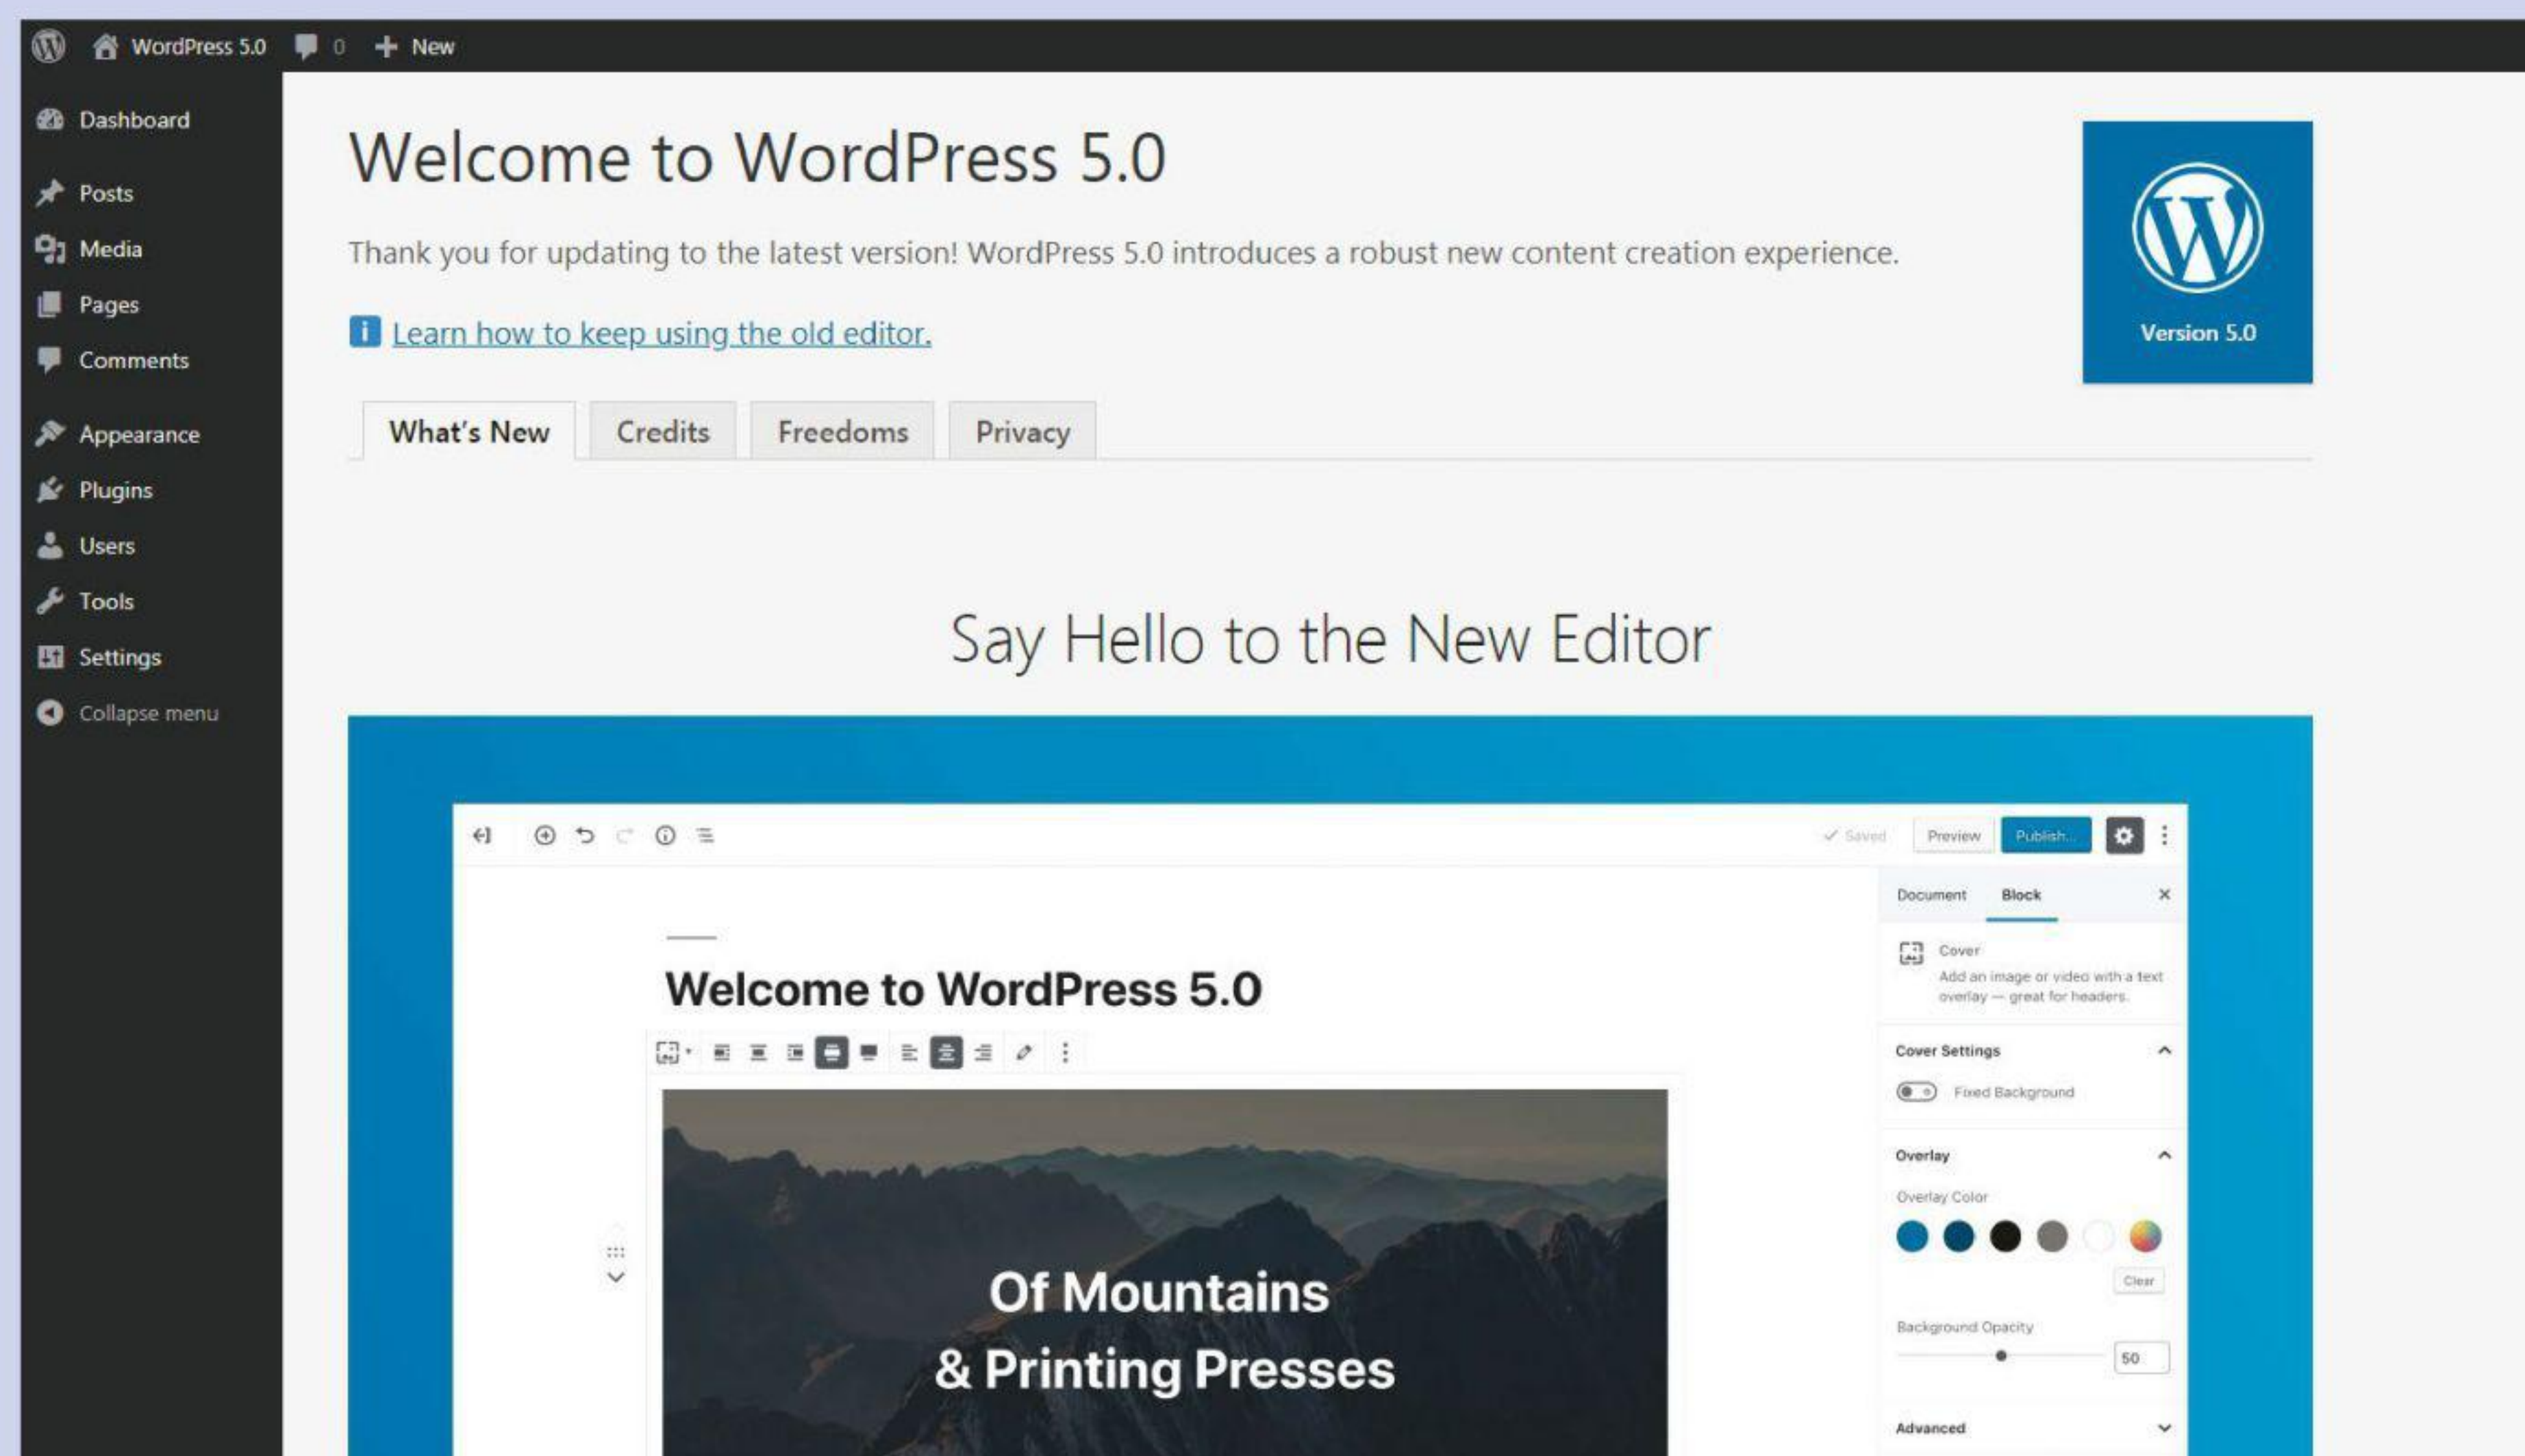 WordPress 5.0 0 New
Dashboard
Posts
Media
Pages
Comments
Appearance
Plugins
Users
Tools
Settings
Collapse menu
Welcome to WordPress 5.0
Thank you for updating to the latest version! WordPress 5.0 introduces a robust new content creation experience.
Learn how to keep using the old editor.
Version 5.0
What's New Credits Freedoms Privacy
Say Hello to the New Editor
Saved Preview Publish...
Document Block
Welcome to WordPress 5.0
Of Mountains
& Printing Presses
Cover
Add an image or video with a text
overlay — great for headers.
Cover Settings
Fixed Background
Overlay
Overlay Color
Clear
Background Opacity
50
Advanced